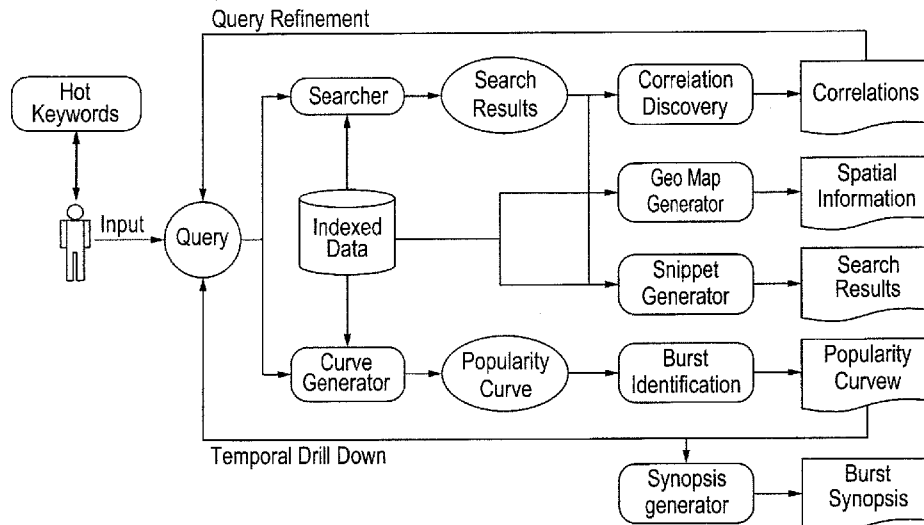 Query Refinement
Hot
Keywords
Searcher
Search
Results
Correlation
Discovery
Correlations
Geo Map
Generator
Spatial
Information
Input
Query
Indexed
Data
Snippet
Generator
Search
Results
Curve
Generator
Popularity
Curve
Burst
Identification
Popularity
Curvew
Temporal Drill Down
Synopsis
generator
Burst
Synopsis